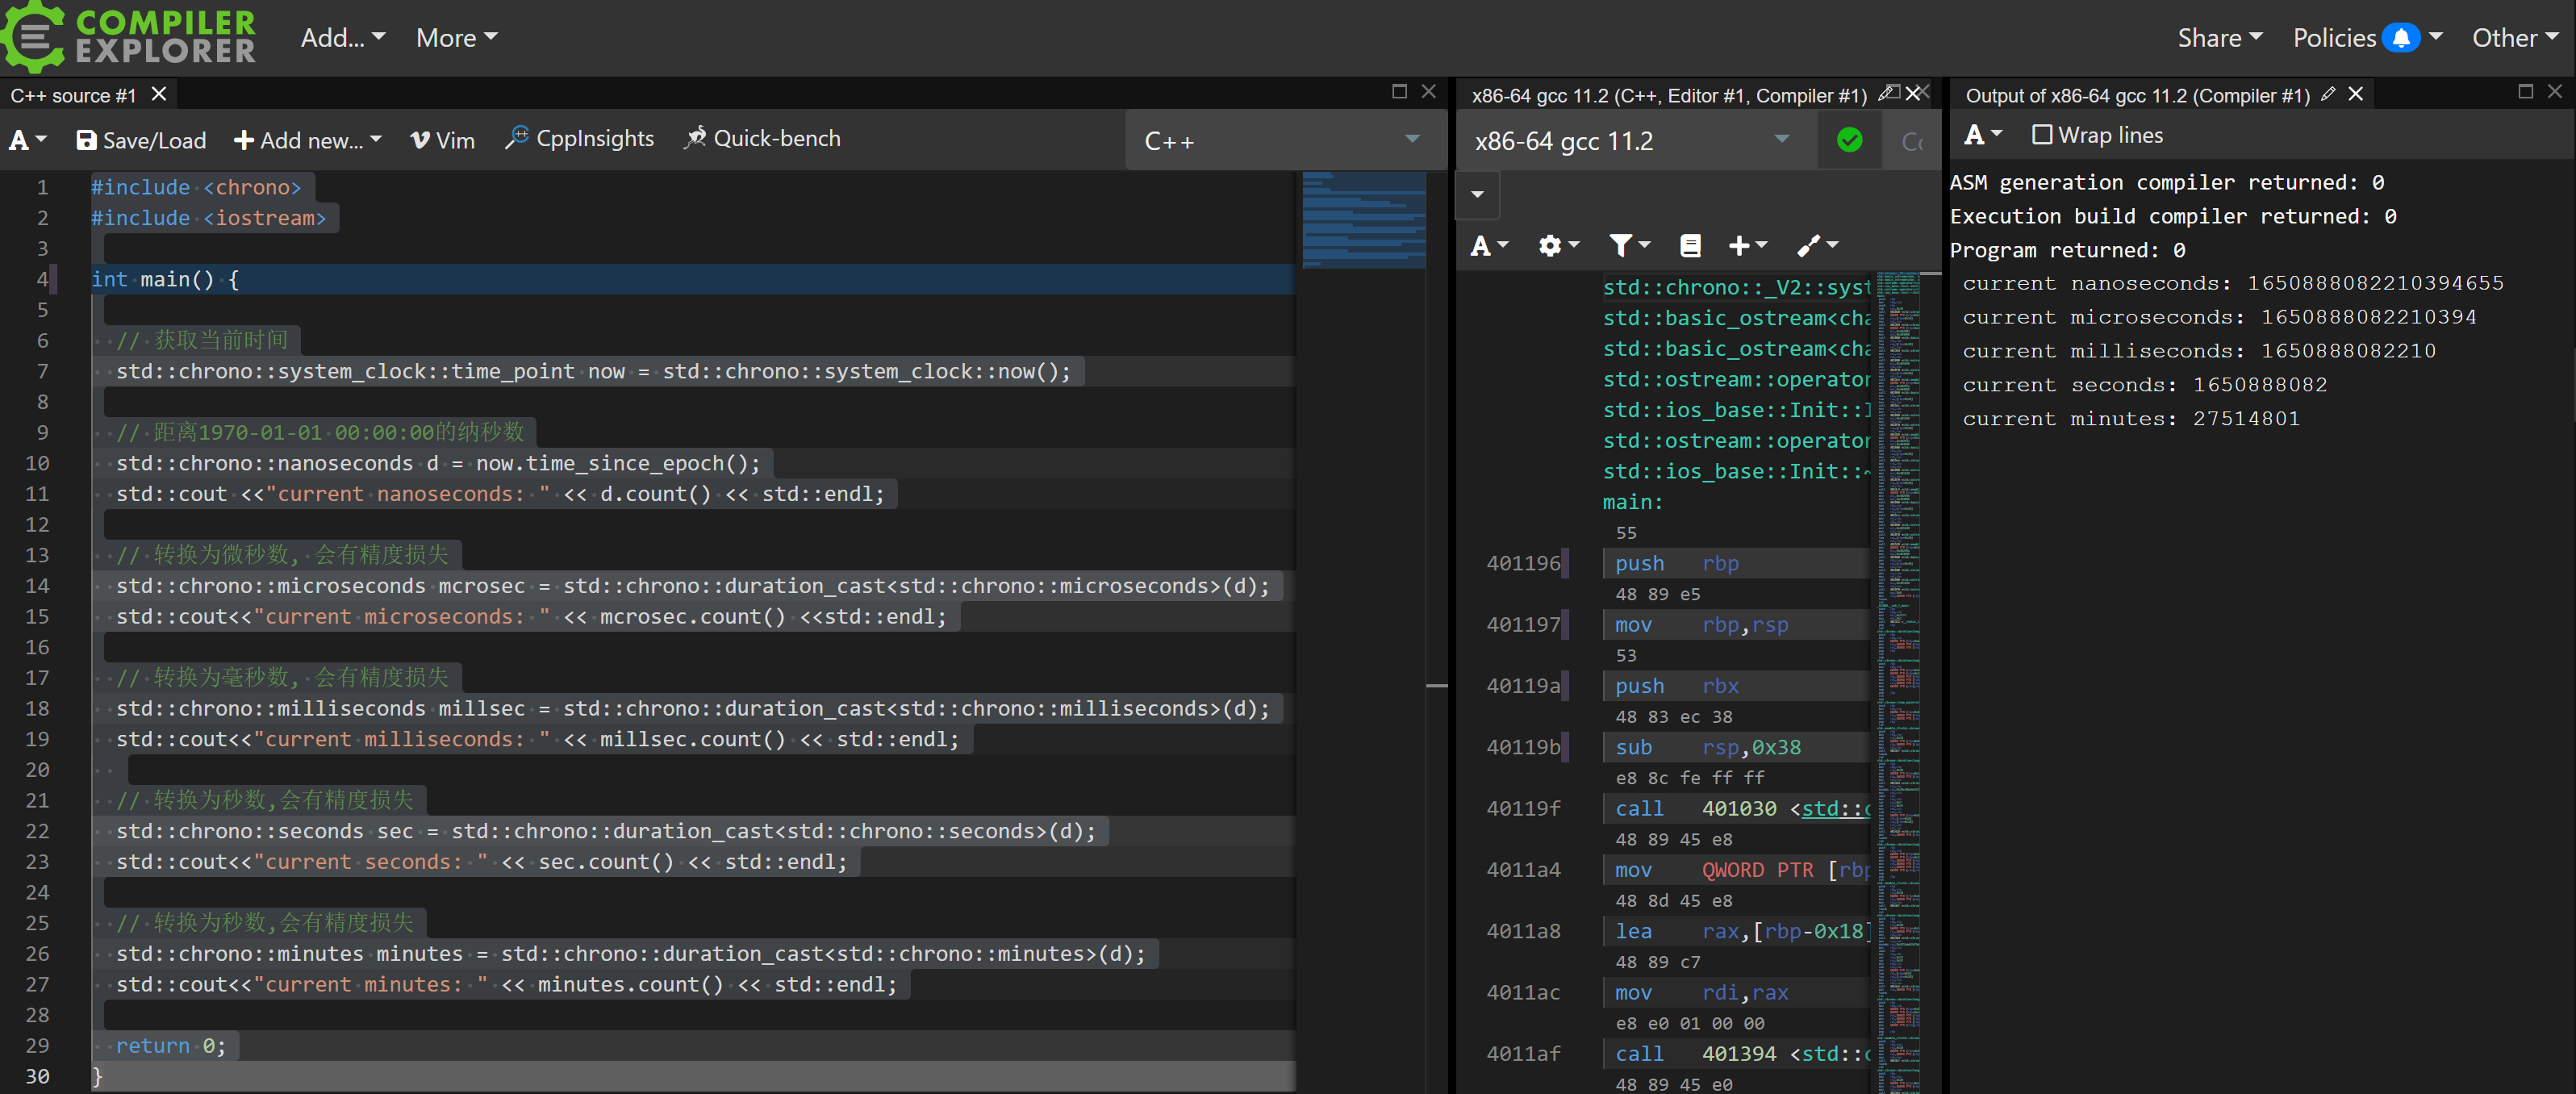 COMPILER
EXPLORER
Add...
More
Share
Policies
Other
C++ source #1
Save/Load
Add new...
Vim
CppInsights
Quick-bench
C++
1 #include <chrono>
2 #include <iostream>
3
4 int main() {
5
6 // 获取当前时间
7 std::chrono::system_clock::time_point now = std::chrono::system_clock::now();
8
9 // 距离1970-01-01 00:00:00的纳秒数
10 std::chrono::nanoseconds d = now.time_since_epoch();
11 std::cout <<"current nanoseconds: " << d.count() << std::endl;
12
13 // 转换为微秒数, 会有精度损失
14 std::chrono::microseconds mcrosec = std::chrono::duration_cast<std::chrono::microseconds>(d);
15 std::cout<<"current microseconds: " << mcrosec.count() <<std::endl;
16
17 // 转换为毫秒数, 会有精度损失
18 std::chrono::milliseconds millsec = std::chrono::duration_cast<std::chrono::milliseconds>(d);
19 std::cout<<"current milliseconds: " << millsec.count() << std::endl;
20
21 // 转换为秒数,会有精度损失
22 std::chrono::seconds sec = std::chrono::duration_cast<std::chrono::seconds>(d);
23 std::cout<<"current seconds: " << sec.count() << std::endl;
24
25 // 转换为秒数,会有精度损失
26 std::chrono::minutes minutes = std::chrono::duration_cast<std::chrono::minutes>(d);
27 std::cout<<"current minutes: " << minutes.count() << std::endl;
28
29 return 0;
30 }
x86-64 gcc 11.2 (C++, Editor #1, Compiler #1)
x86-64 gcc 11.2
std::chrono::_V2::syst
std::basic_ostream<cha
std::basic_ostream<cha
std::ostream::operator
std::ios_base::Init::I
std::ostream::operator
std::ios_base::Init::~
main:
55
401196 push rbp
48 89 e5
401197 mov rbp,rsp
53
40119a push rbx
48 83 ec 38
40119b sub rsp,0x38
e8 8c fe ff ff
40119f call 401030 <std::c
48 89 45 e8
4011a4 mov QWORD PTR [rbp
48 8d 45 e8
4011a8 lea rax,[rbp-0x18]
48 89 c7
4011ac mov rdi,rax
e8 e0 01 00 00
4011af call 401394 <std::c
48 89 45 e0
Output of x86-64 gcc 11.2 (Compiler #1)
A
Wrap lines
ASM generation compiler returned: 0
Execution build compiler returned: 0
Program returned: 0
current nanoseconds: 1650888082210394655
current microseconds: 1650888082210394
current milliseconds: 1650888082210
current seconds: 1650888082
current minutes: 27514801